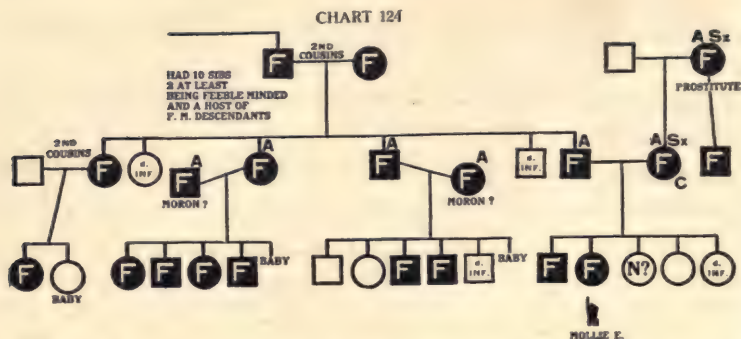 CHART 124
A Sx
2ND
COUSINS
F F F
HAD 10 SIBS
2 AT LEAST
BEING FEEBLE MINDED
AND A HOST OF
F. M. DESCENDANTS
PROSTITUTE
2ND
COUSINS
A A A A A A Sx
F d. INF. F F F F d. INF. F F F
MORON ? MORON ? C
BABY BABY
F F F F F F F d. INF. F F N? d. INF.
BABY
MOLLIE E.